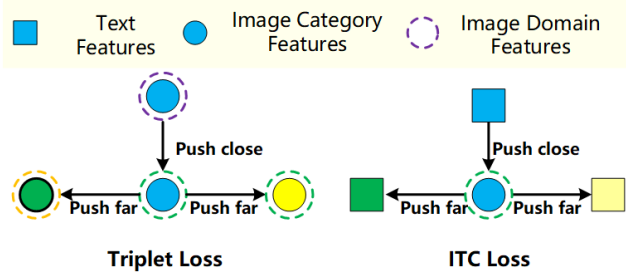 Text Features
Image Category Features
Image Domain Features
Push close
Push far
Push far
Triplet Loss
Push close
Push far
Push far
ITC Loss